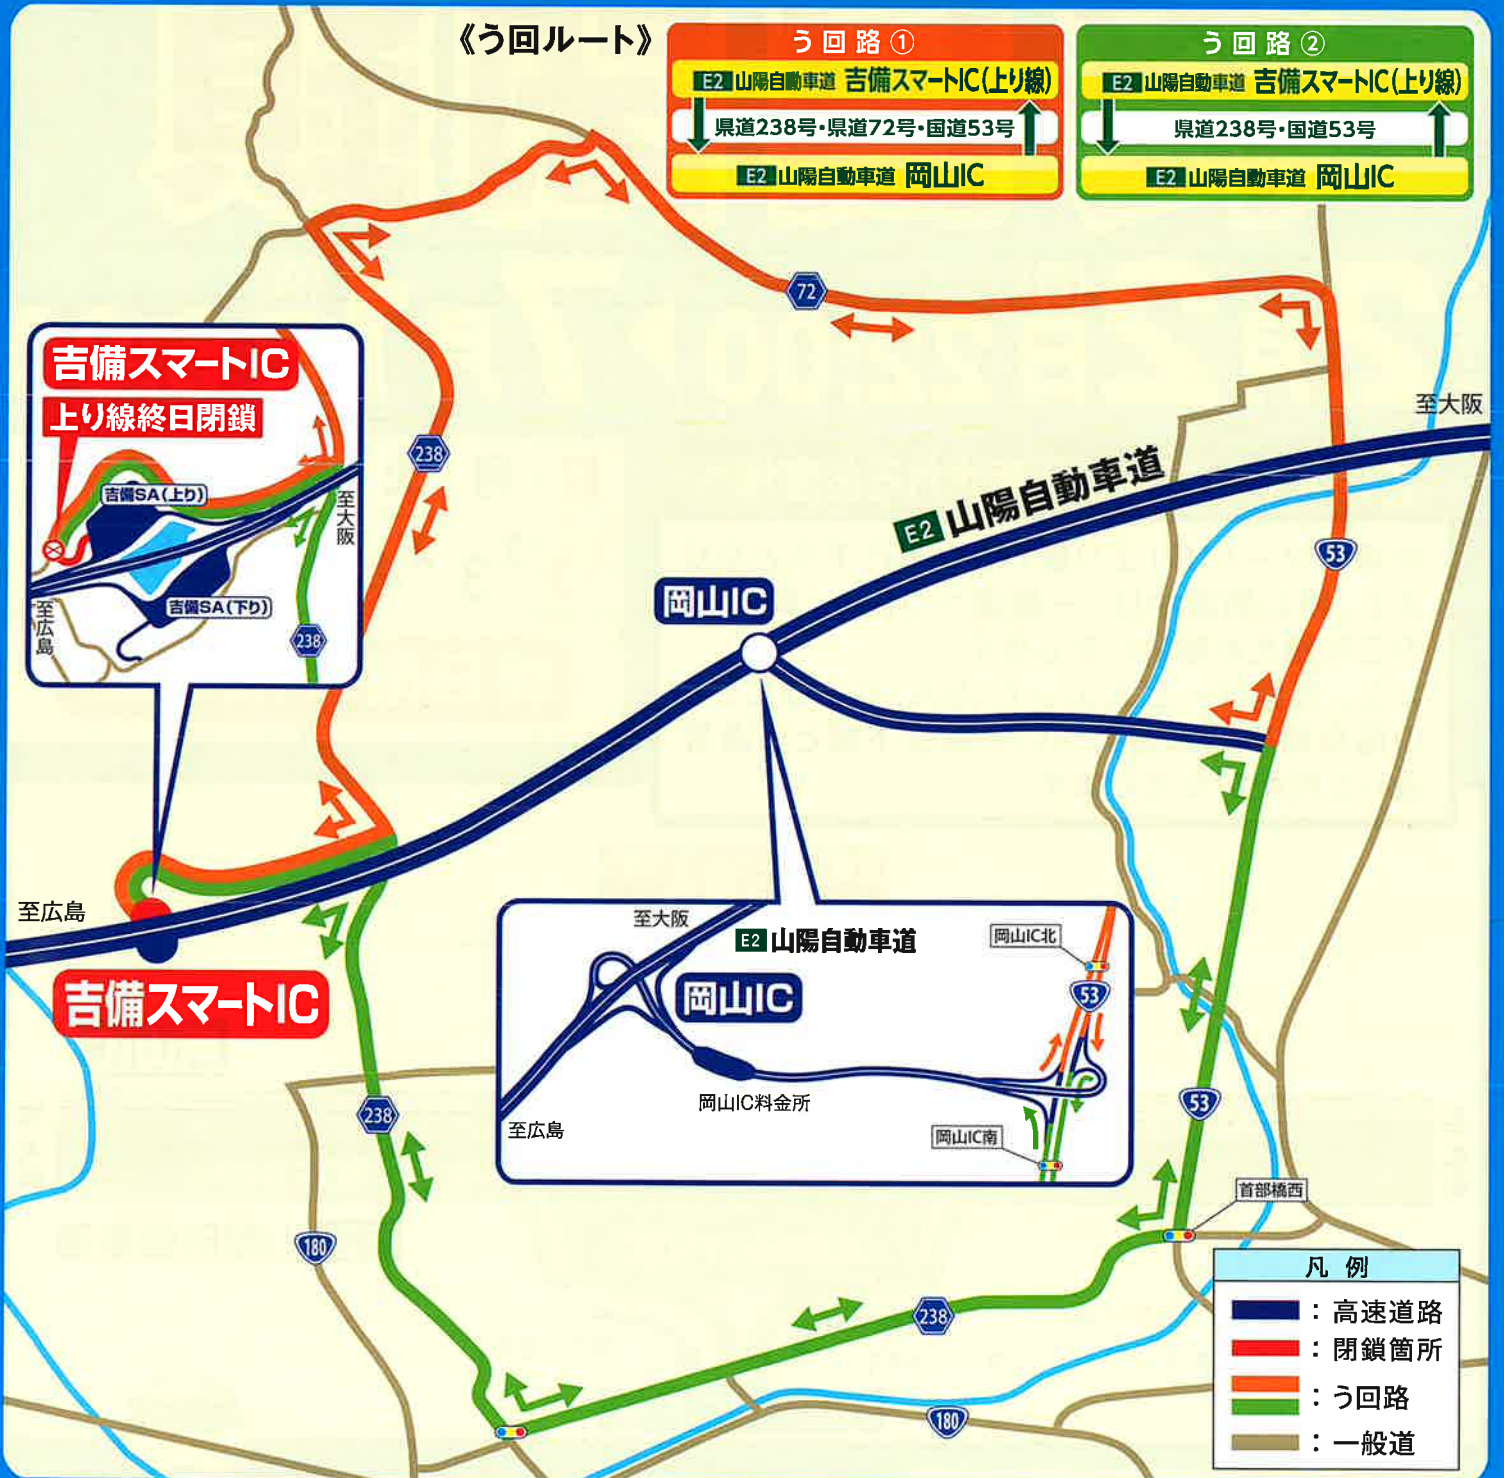 《う回ルート》
う回路①
E2 山陽自動車道 吉備スマートIC(上り線)
県道238号・県道72号・国道53号
E2 山陽自動車道 岡山IC
う回路②
E2 山陽自動車道 吉備スマートIC(上り線)
県道238号・国道53号
E2 山陽自動車道 岡山IC
72
吉備スマートIC
上り線終日閉鎖
吉備SA(上り)
至大阪
吉備SA(下り)
至広島
238
238
至大阪
E2 山陽自動車道
53
岡山IC
至広島
吉備スマートIC
至大阪
E2 山陽自動車道
岡山IC北
岡山IC
53
岡山IC料金所
至広島
岡山IC南
238
53
首部橋西
180
238
180
凡例
：高速道路
：閉鎖箇所
：う回路
：一般道